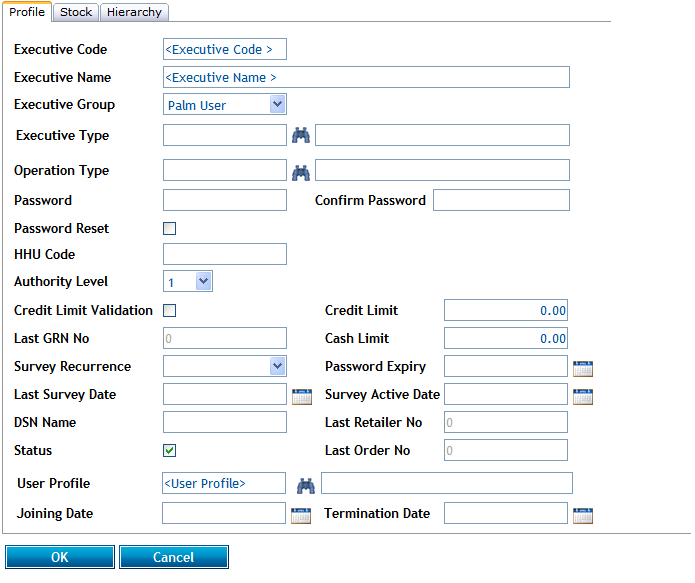 Profile Stock Hierarchy
Executive Code <Executive Code >
Executive Name <Executive Name >
Executive Group Palm User
Executive Type
Operation Type
Password Confirm Password
Password Reset
HHU Code
Authority Level 1
Credit Limit Validation Credit Limit 0.00
Last GRN No 0 Cash Limit 0.00
Survey Recurrence Password Expiry
Last Survey Date Survey Active Date
DSN Name Last Retailer No 0
Status Last Order No 0
User Profile <User Profile>
Joining Date Termination Date
OK Cancel